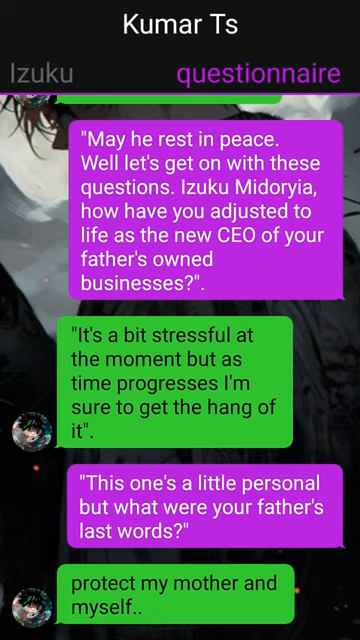 Kumar Ts
Izuku questionnaire
"May he rest in peace.
Well let's get on with these
questions. Izuku Midoryia,
how have you adjusted to
life as the new CEO of your
father's owned
businesses?".
"It's a bit stressful at
the moment but as
time progresses I'm
sure to get the hang of
it".
"This one's a little personal
but what were your father's
last words?"
protect my mother and
myself..